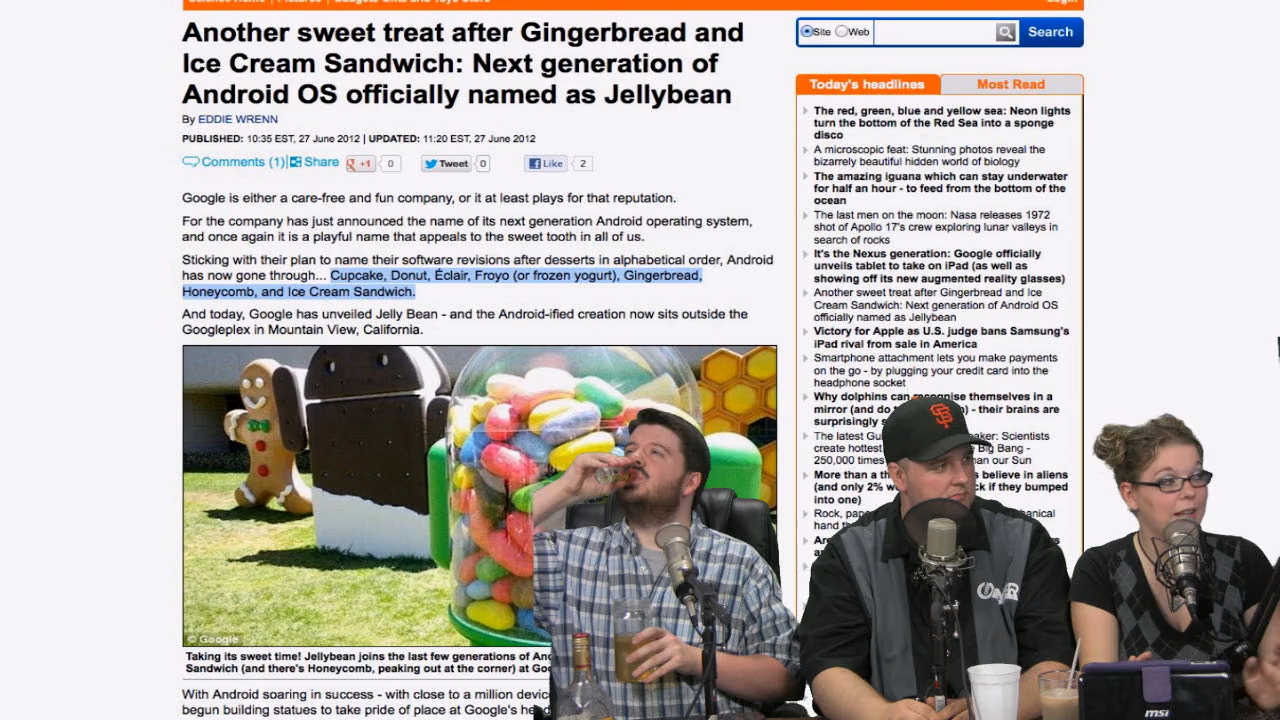 Another sweet treat after Gingerbread and
Ice Cream Sandwich: Next generation of
Android OS officially named as Jellybean
By EDDIE WRENN
PUBLISHED: 10:35 EST, 27 June 2012 | UPDATED: 11:20 EST, 27 June 2012
Comments (1) Share +1 0 Tweet 0 Like 2
Google is either a care-free and fun company, or it at least plays for that reputation.
For the company has just announced the name of its next generation Android operating system,
and once again it is a playful name that appeals to the sweet tooth in all of us.
Sticking with their plan to name their software revisions after desserts in alphabetical order, Android
has now gone through... Cupcake, Donut, Éclair, Froyo (or frozen yogurt), Gingerbread,
Honeycomb, and Ice Cream Sandwich.
And today, Google has unveiled Jelly Bean - and the Android-ified creation now sits outside the
Googleplex in Mountain View, California.
© Google
Taking its sweet time! Jellybean joins the last few generations of
Sandwich (and there's Honeycomb, peaking out at the corner) at
With Android soaring in success - with close to a million
begun building statues to take pride of place at Google's
Site Web Search
Today's headlines Most Read
The red, green, blue and yellow sea: Neon lights
turn the bottom of the Red Sea into a sponge
disco
A microscopic feat: Stunning photos reveal the
bizarrely beautiful hidden world of biology
The amazing iguana which can stay underwater
for half an hour - to feed from the bottom of the
ocean
The last men on the moon: Nasa releases 1972
shot of Apollo 17's crew exploring lunar valleys in
search of rocks
It's the Nexus generation: Google officially
unveils tablet to take on iPad (as well as
showing off its new augmented reality glasses)
Another sweet treat after Gingerbread and Ice
Cream Sandwich: Next generation of Android OS
officially named as Jellybean
Victory for Apple as U.S. judge bans Samsung's
iPad rival from sale in America
Smartphone attachment lets you make payments
on the go - by plugging your credit card into the
headphone socket
Why dolphins can recognise themselves in a
mirror (and do - their brains are
surprisingly
The latest Scientists
create hottest Big Bang -
250,000 times than our Sun
More than a believe in aliens
(and only 2% if they bumped
into one)
Rock,
hand
SF
msi